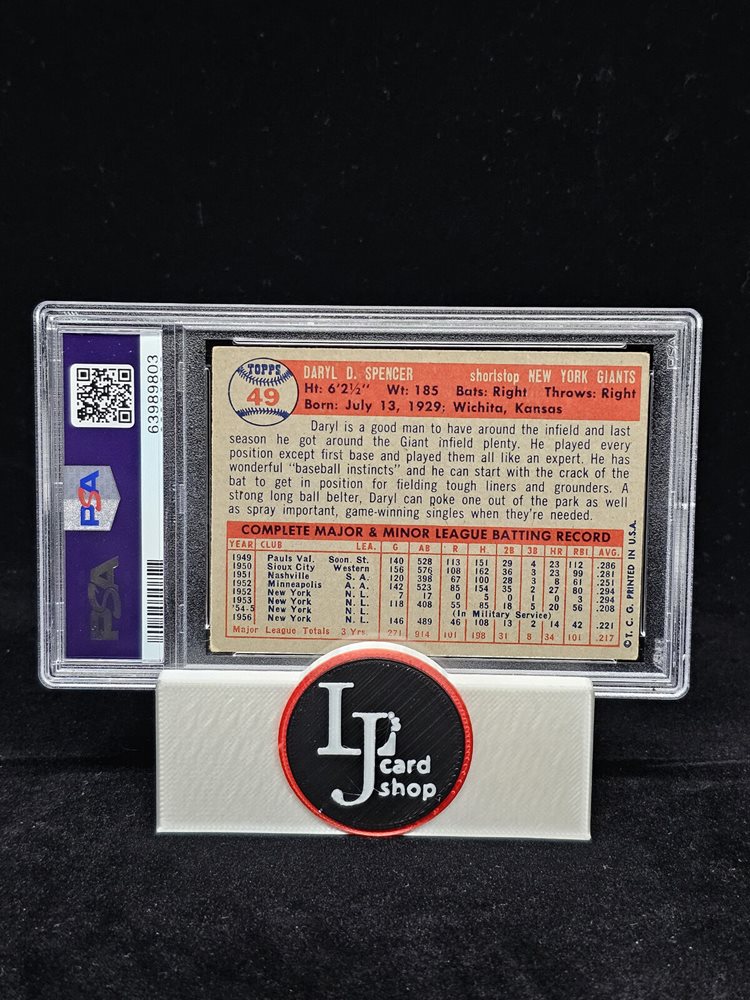 63989803
PSA
PSA
TOPPS
49
DARYL D. SPENCER shortstop NEW YORK GIANTS
Ht: 6'2½" Wt: 185 Bats: Right Throws: Right
Born: July 13, 1929; Wichita, Kansas
Daryl is a good man to have around the infield and last
season he got around the Giant infield plenty. He played every
position except first base and played them all like an expert. He has
wonderful "baseball instincts" and he can start with the crack of the
bat to get in position for fielding tough liners and grounders. A
strong long ball belter, Daryl can poke one out of the park as well
as spray important, game-winning singles when they're needed.
COMPLETE MAJOR & MINOR LEAGUE BATTING RECORD
YEAR CLUB LEA. G AB R H 2B 3B HR RBI AVG.
1949 Pauls Val. Soon. St. 140 528 113 151 29 4 23 112 .286
1950 Sioux City Western 156 576 108 162 36 3 23 99 .281
1951 Nashville S. A. 120 398 67 100 28 3 8 61 .251
1952 Minneapolis A. A. 142 523 85 154 35 2 27 80 .294
1952 New York N. L. 7 17 0 5 0 1 0 3 .294
1953 New York N. L. 118 408 55 85 18 5 20 56 .208
'54-5 New York N. L. (In Military Service)
1956 New York N. L. 146 489 46 108 13 2 14 42 .221
Major League Totals 3 Yrs. 271 914 101 198 31 8 34 101 .217
©T. C. G. PRINTED IN U.S.A.
LJ's
card
shop